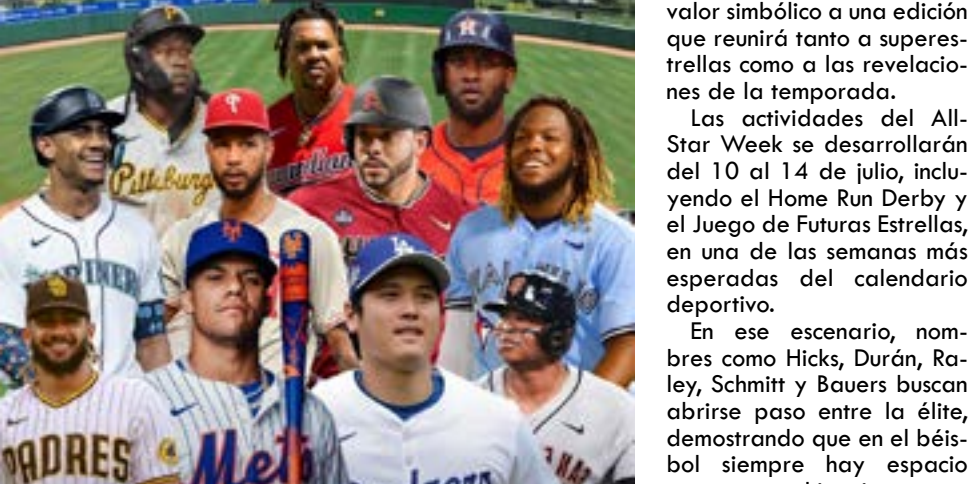 Pittsburg
MARINER
PADRES
Mets
Dodgers
valor simbólico a una edición
que reunirá tanto a superes-
trellas como a las revelacio-
nes de la temporada.
Las actividades del All-
Star Week se desarrollarán
del 10 al 14 de julio, inclu-
yendo el Home Run Derby y
el Juego de Futuras Estrellas,
en una de las semanas más
esperadas del calendario
deportivo.
En ese escenario, nom-
bres como Hicks, Durán, Ra-
ley, Schmitt y Bauers buscan
abrirse paso entre la élite,
demostrando que en el béis-
bol siempre hay espacio